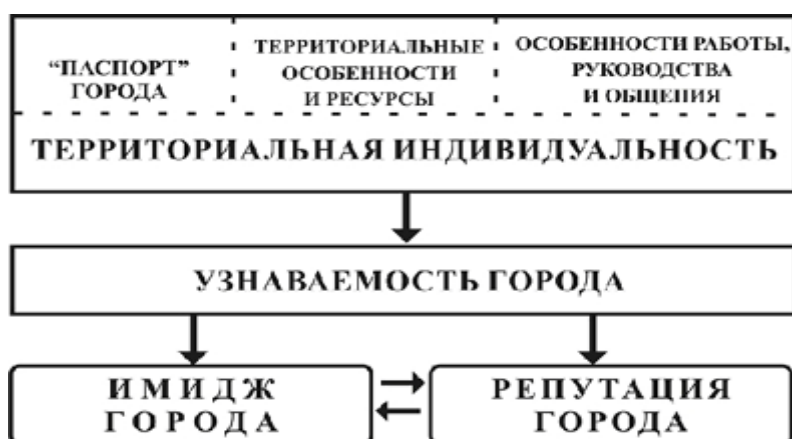 “ПАСПОРТ”
ГОРОДА
ТЕРРИТОРИАЛЬНЫЕ
ОСОБЕННОСТИ
И РЕСУРСЫ
ОСОБЕННОСТИ РАБОТЫ,
РУКОВОДСТВА
И ОБЩЕНИЯ
ТЕРРИТОРИАЛЬНАЯ ИНДИВИДУАЛЬНОСТЬ
УЗНАВАЕМОСТЬ ГОРОДА
ИМИДЖ
ГОРОДА
РЕПУТАЦИЯ
ГОРОДА